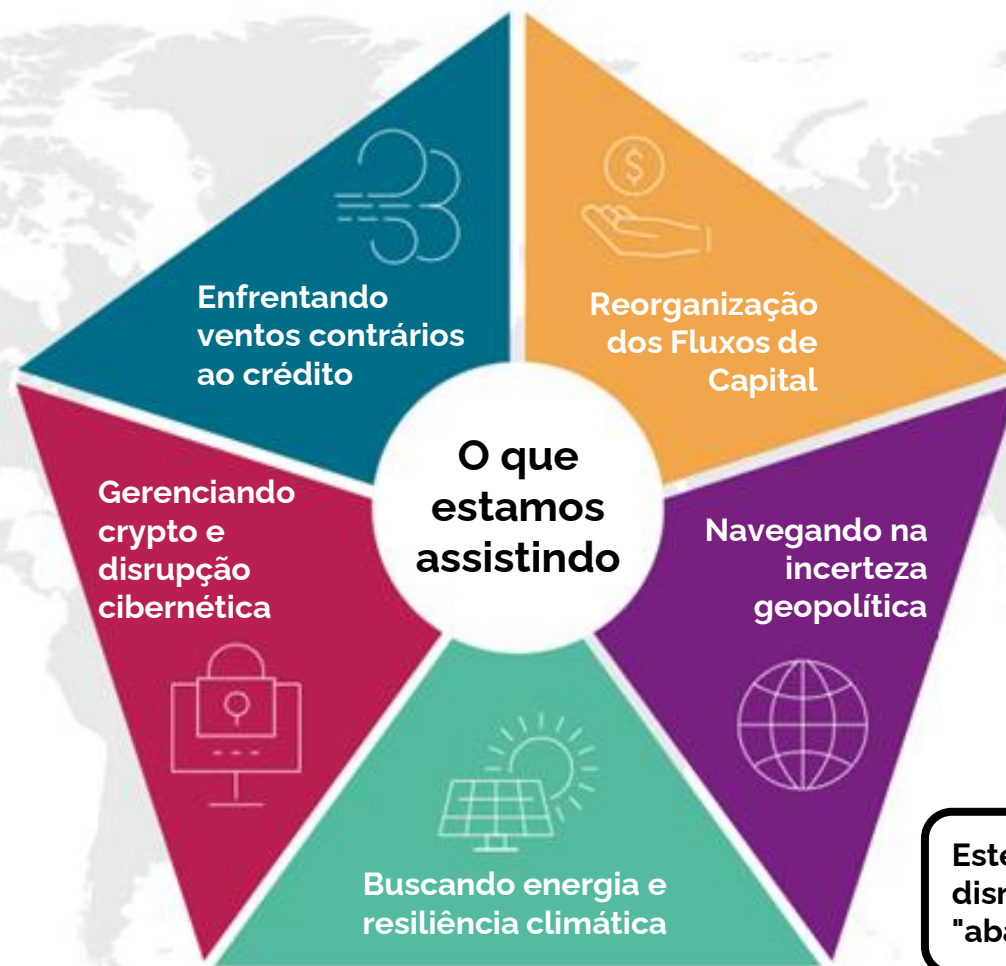 Enfrentando
ventos contrários
ao crédito
Reorganização
dos Fluxos de
Capital
O que
estamos
assistindo
Gerenciando
crypto e
disrupção
cibernética
Navegando na
incerteza
geopolítica
Buscando energia e
resiliência climática
$